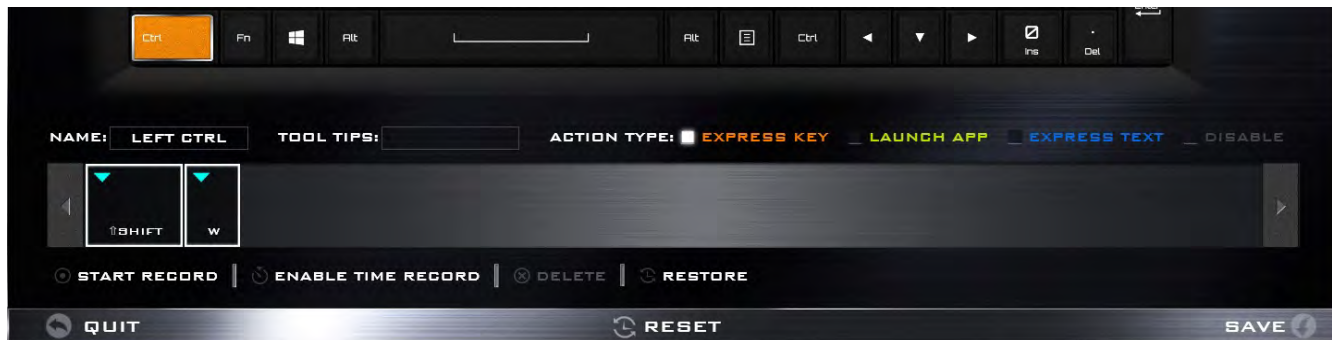 Enter
Ctrl Fn Alt Alt Ctrl Ø Ins . Del
NAME: LEFT CTRL TOOL TIPS: ACTION TYPE: EXPRESS KEY LAUNCH APP EXPRESS TEXT DISABLE
⇧SHIFT W
START RECORD ENABLE TIME RECORD DELETE RESTORE
QUIT RESET SAVE